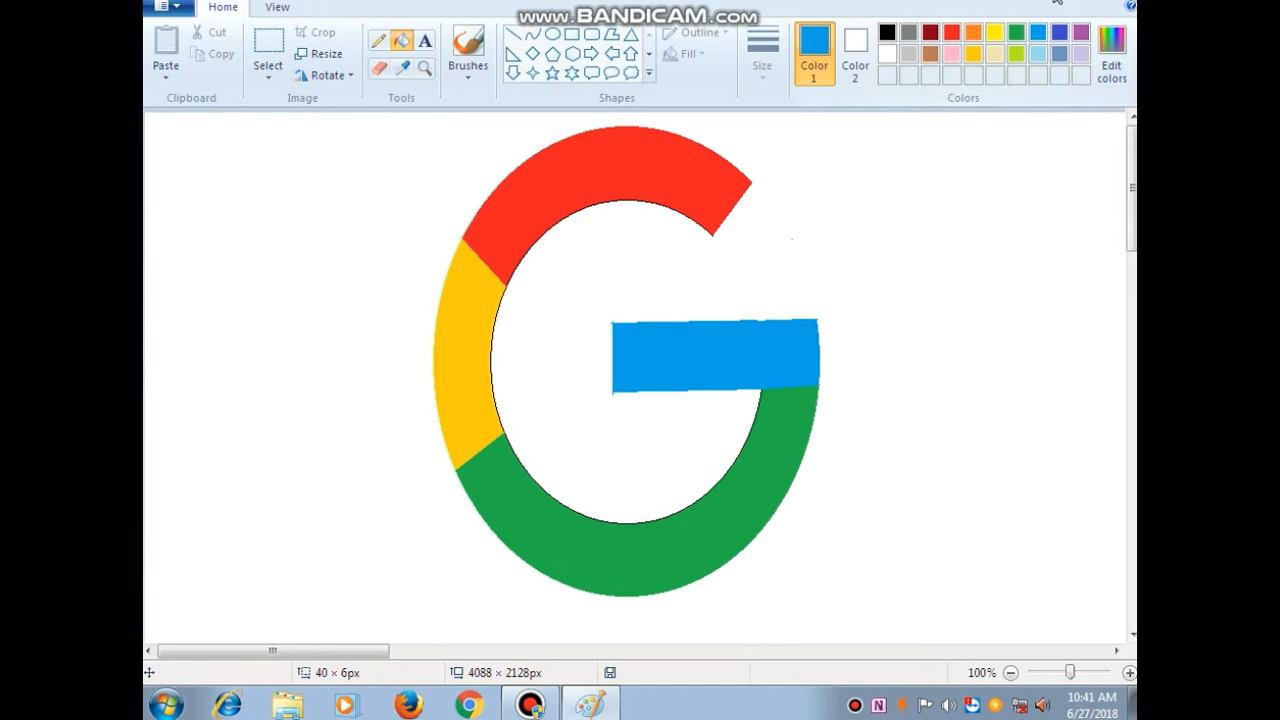 Home View
www.BANDICAM.com
Cut
Copy
Paste
Clipboard
Crop
Resize
Rotate
Select
Image
A
Tools
Brushes
Outline
Fill
Shapes
Size
Color 1
Color 2
Edit colors
Colors
40 × 6px
4088 × 2128px
100%
10:41 AM
6/27/2018